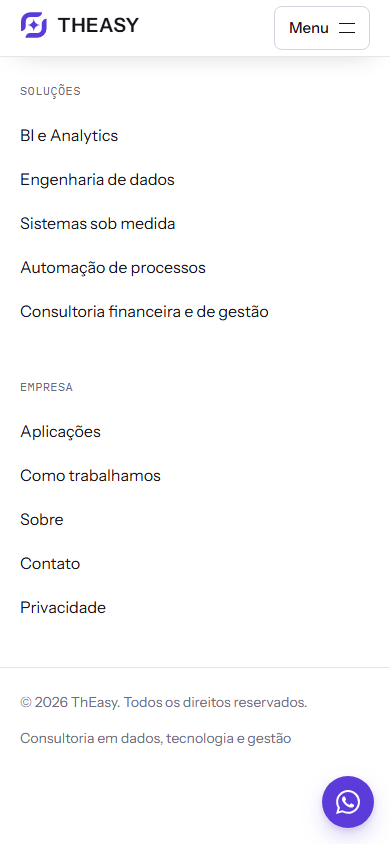 THEASY
Menu
SOLUÇÕES
BI e Analytics
Engenharia de dados
Sistemas sob medida
Automação de processos
Consultoria financeira e de gestão
EMPRESA
Aplicações
Como trabalhamos
Sobre
Contato
Privacidade
© 2026 ThEasy. Todos os direitos reservados.
Consultoria em dados, tecnologia e gestão